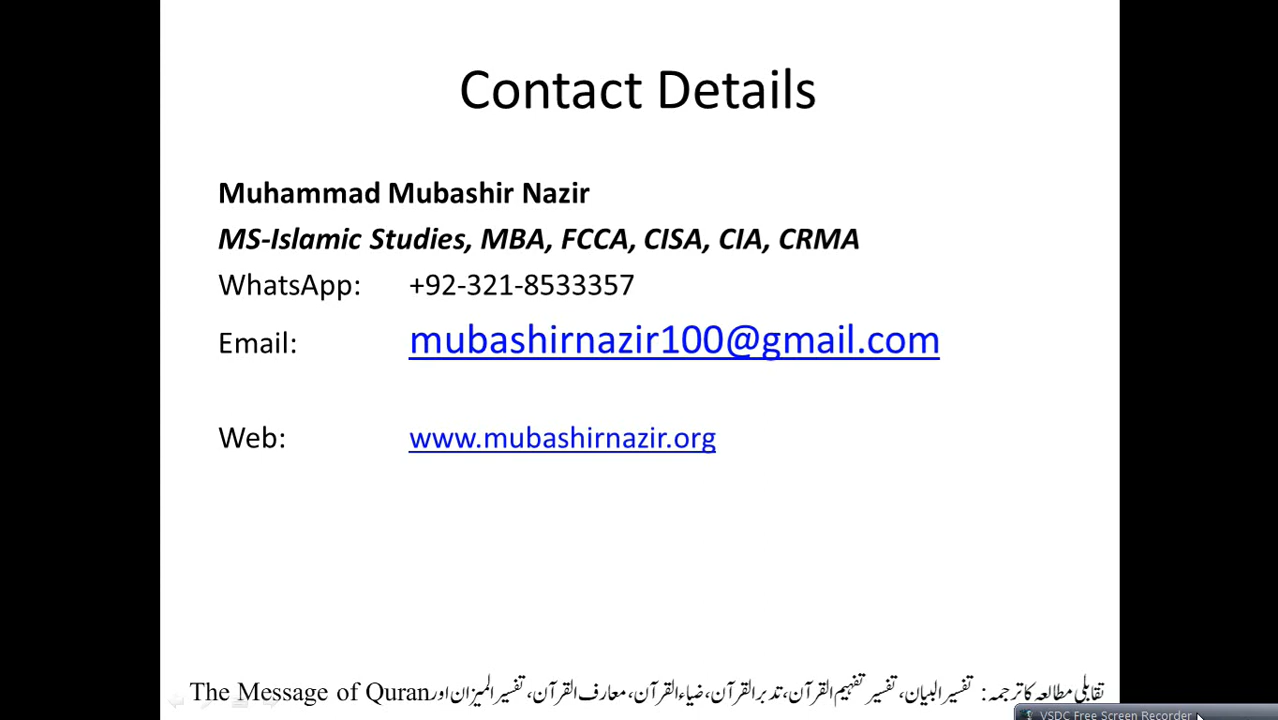 Contact Details
Muhammad Mubashir Nazir
MS-Islamic Studies, MBA, FCCA, CISA, CIA, CRMA
WhatsApp: +92-321-8533357
Email: mubashirnazir100@gmail.com
Web: www.mubashirnazir.org
تقابلی مطالعہ کا ترجمہ: تفسیر البیان، تفسیر تفہیم القرآن، تدبر القرآن، ضیاء القرآن، معارف القرآن، تفسیر المیزان اور The Message of Quran
VSDC Free Screen Recorder